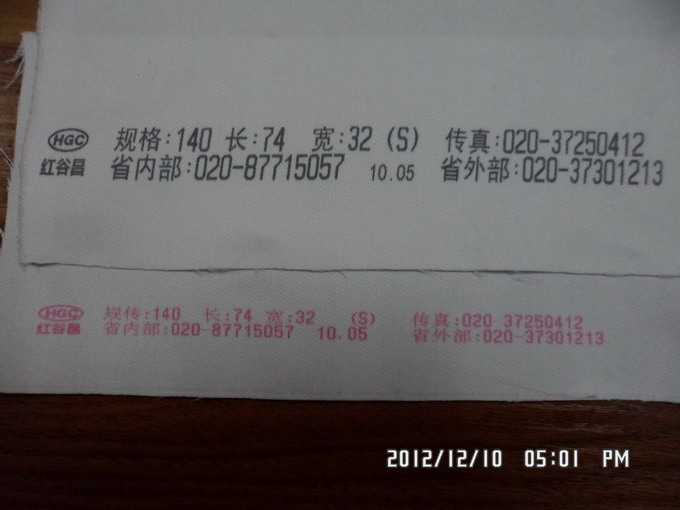 HGC 规格:140 长:74 宽:32 (S) 传真:020-37250412
红谷昌 省内部:020-87715057 10.05 省外部:020-37301213
HGC 规传:140 长:74 宽:32 (S) 传真:020-37250412
红谷昌 省内部:020-87715057 10.05 省外部:020-37301213
2012/12/10 05:01 PM